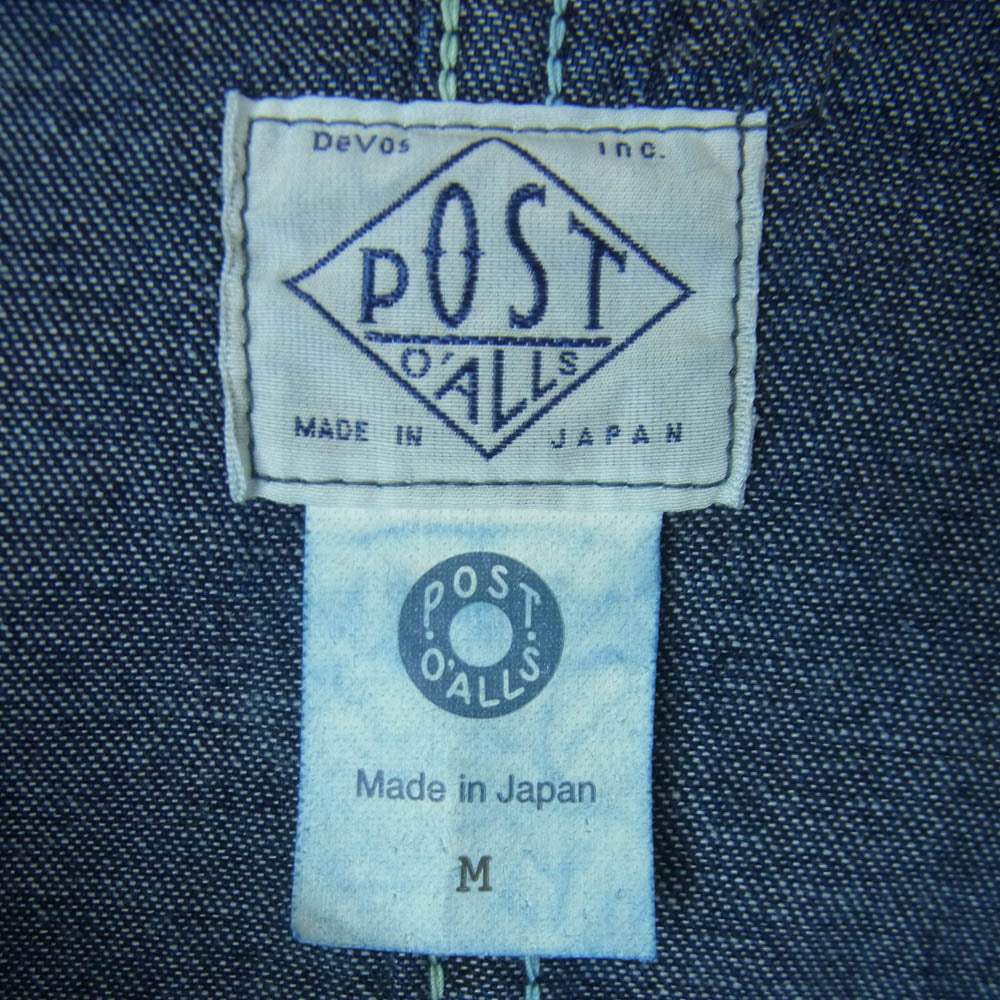 DeVos Inc.
POST
O'ALLS
MADE IN JAPAN
POST
O'ALLS
Made in Japan
M